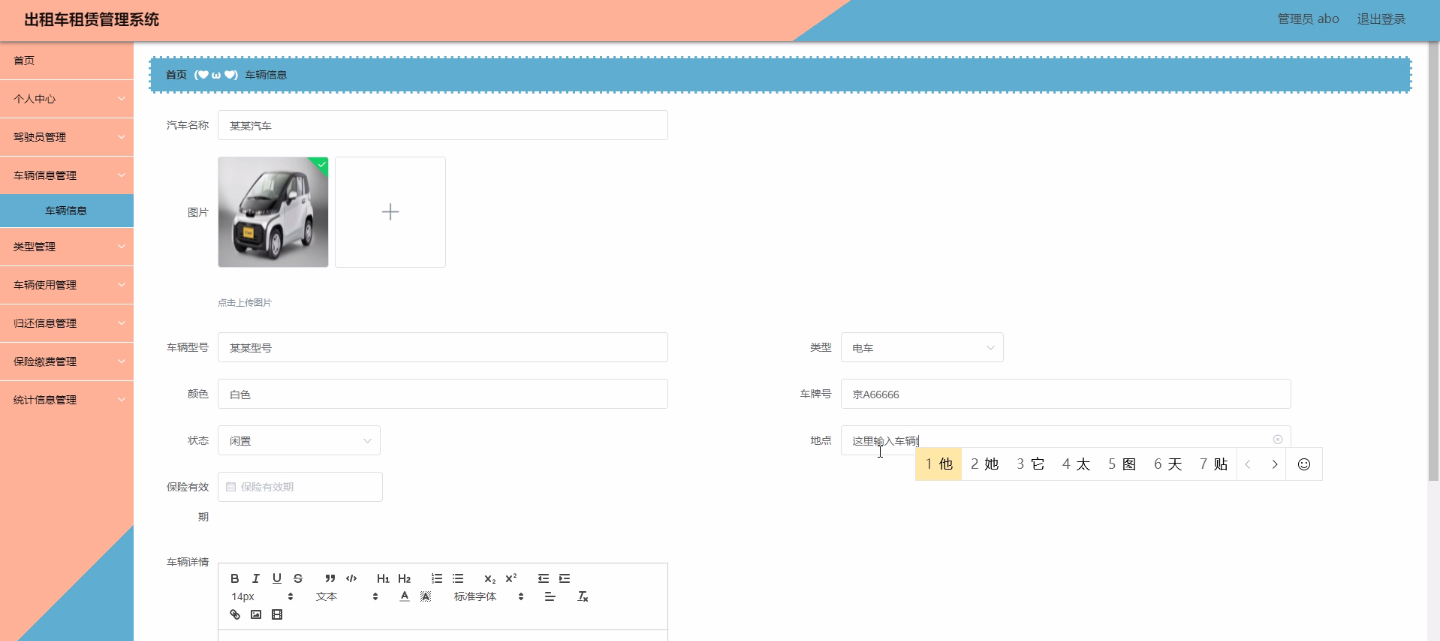 出租车租赁管理系统
管理员 abo 退出登录
首页
个人中心
驾驶员管理
车辆信息管理
车辆信息
类型管理
车辆使用管理
归还信息管理
保险缴费管理
统计信息管理
首页 (♥ω♥) 车辆信息
汽车名称 某某汽车
图片
点击上传图片
车辆型号 某某型号
类型 电车
颜色 白色
车牌号 京A66666
状态 闲置
地点 这里输入车辆
1 他 2 她 3 它 4 太 5 图 6 天 7 贴
保险有效期 保险有效期
车辆详情
B I U S H1 H2 X2 X2
14px 文本 A A 标准字体 Tx